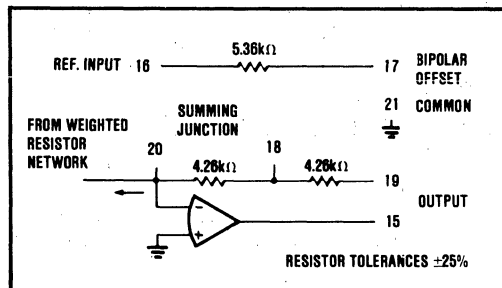 5.36kΩ
REF. INPUT 16
17 BIPOLAR
OFFSET
21 COMMON
FROM WEIGHTED
RESISTOR
NETWORK
SUMMING
JUNCTION
20
18
4.26kΩ
4.26kΩ
19
OUTPUT
15
−
+
RESISTOR TOLERANCES ±25%